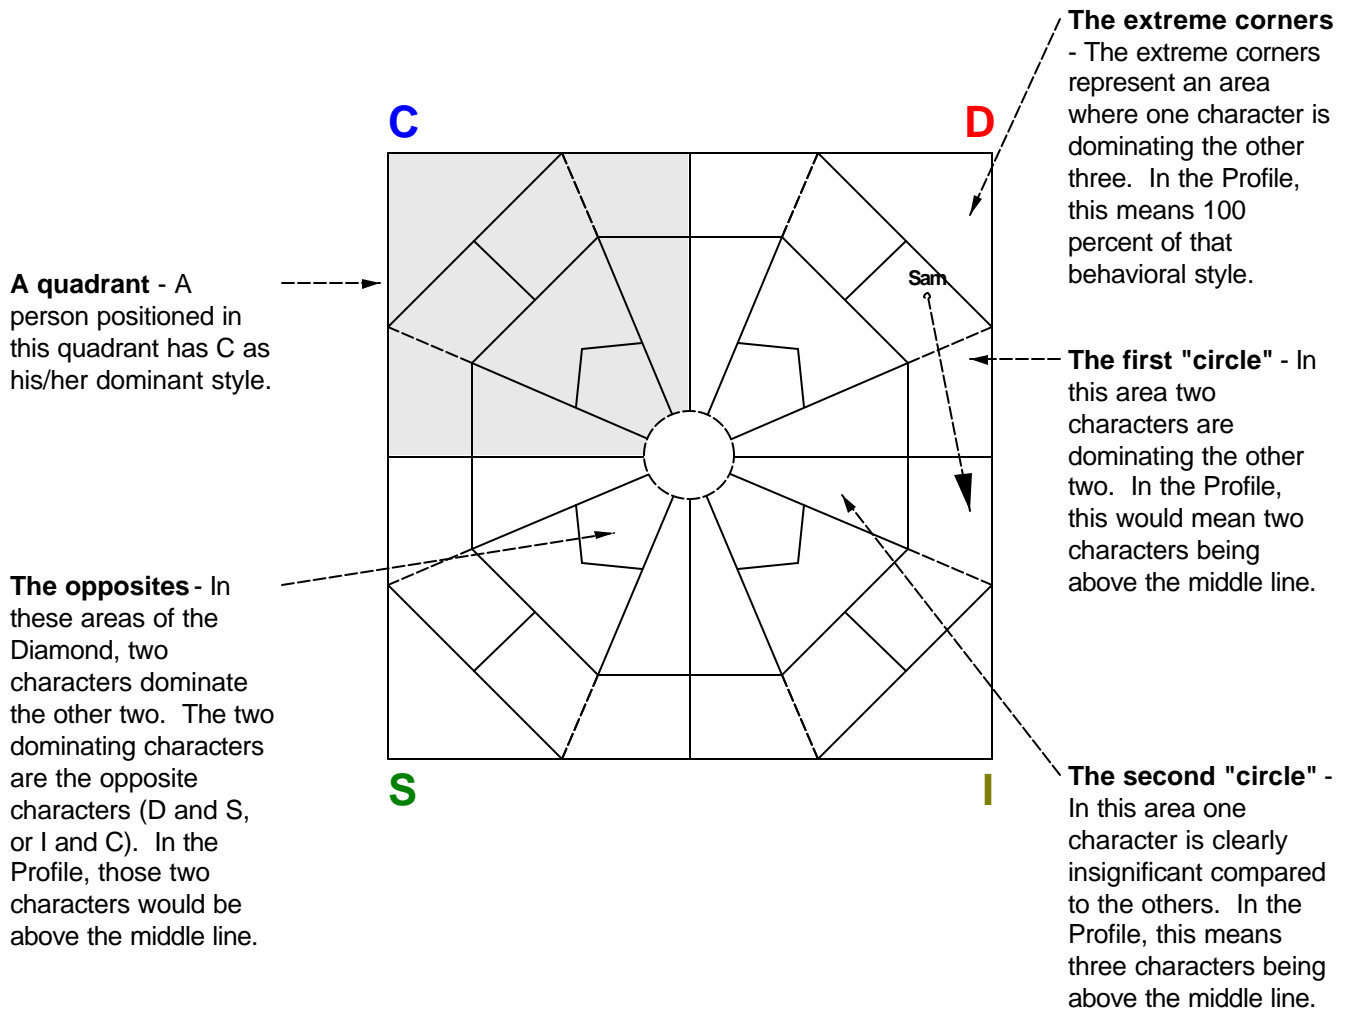 The extreme corners
- The extreme corners
represent an area
where one character is
dominating the other
three. In the Profile,
this means 100
percent of that
behavioral style.
C
D
A quadrant - A
person positioned in
this quadrant has C as
his/her dominant style.
Sam
The first "circle" - In
this area two
characters are
dominating the other
two. In the Profile,
this would mean two
characters being
above the middle line.
The opposites - In
these areas of the
Diamond, two
characters dominate
the other two. The two
dominating characters
are the opposite
characters (D and S,
or I and C). In the
Profile, those two
characters would be
above the middle line.
S
I
The second "circle" -
In this area one
character is clearly
insignificant compared
to the others. In the
Profile, this means
three characters being
above the middle line.